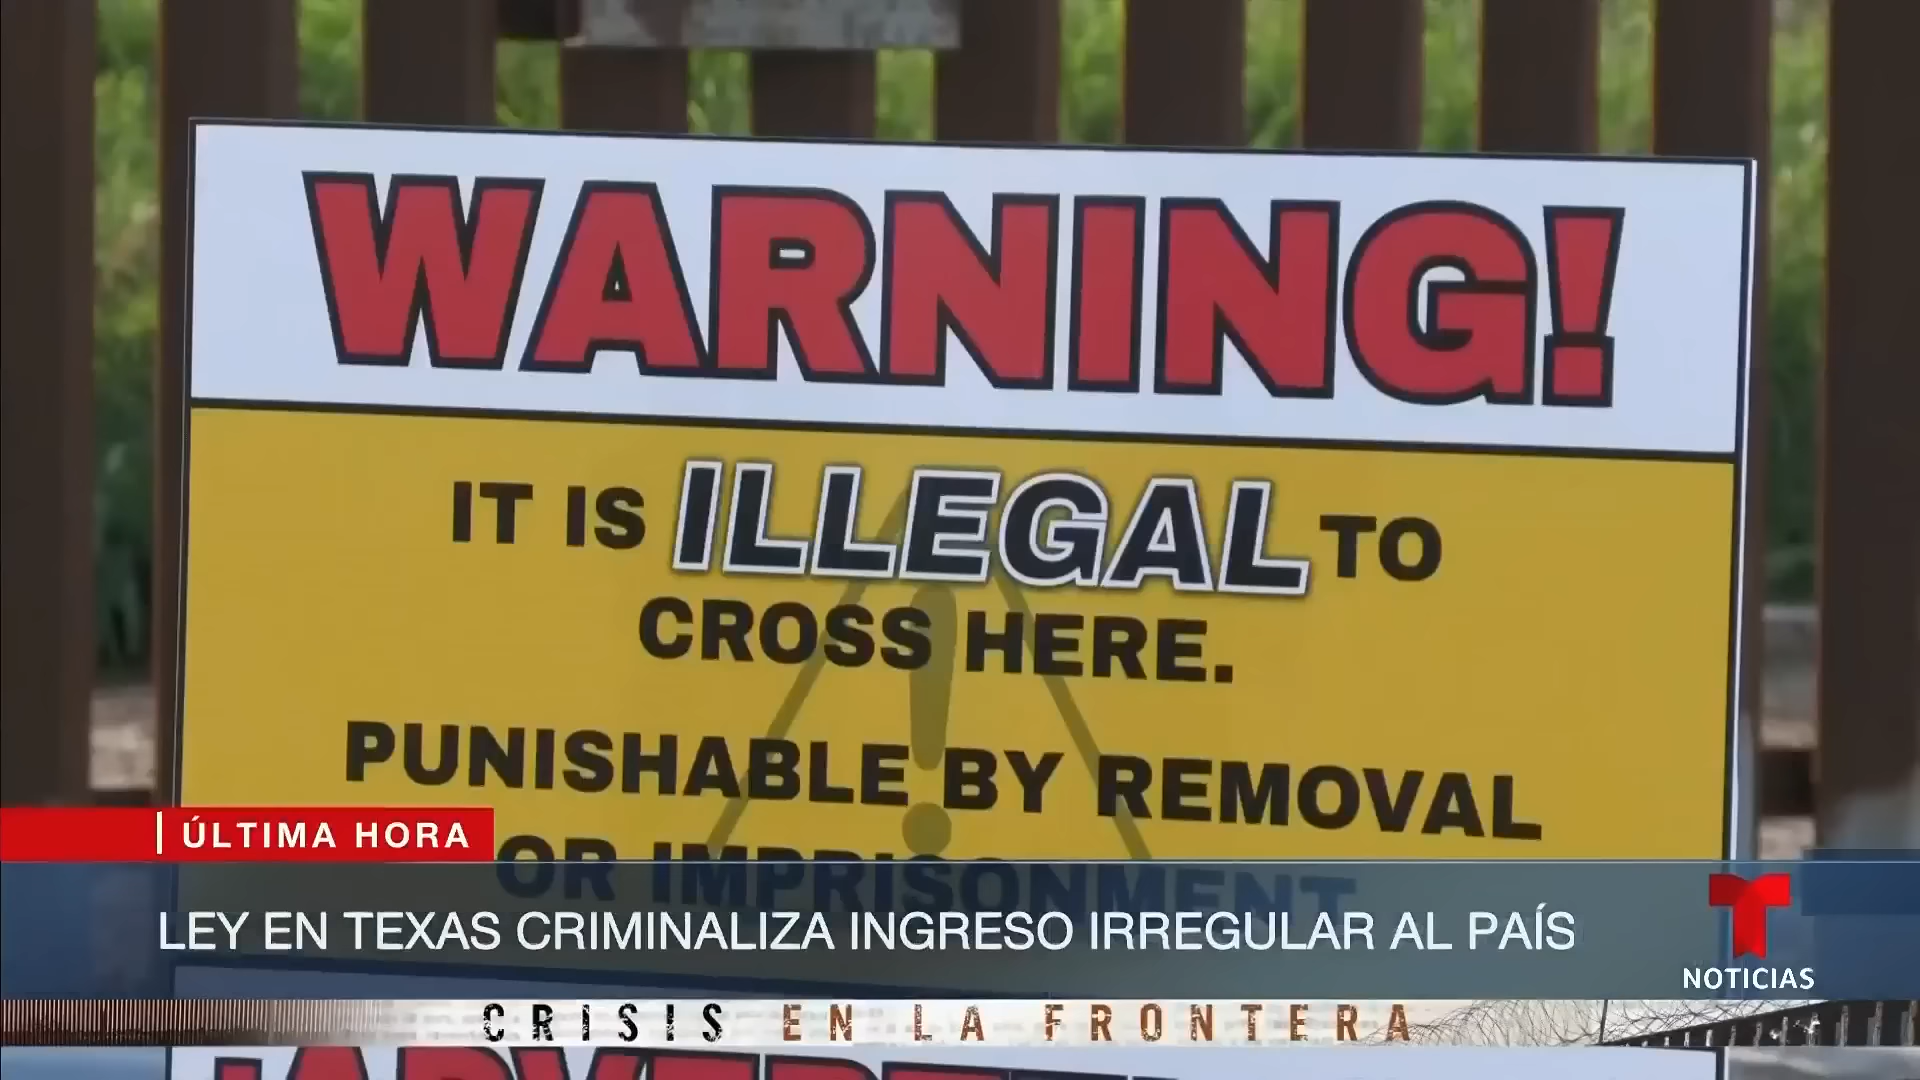 WARNING!
IT IS ILLEGAL TO
CROSS HERE.
PUNISHABLE BY REMOVAL
OR IMPRISONMENT
ÚLTIMA HORA
LEY EN TEXAS CRIMINALIZA INGRESO IRREGULAR AL PAÍS
NOTICIAS
CRISIS EN LA FRONTERA